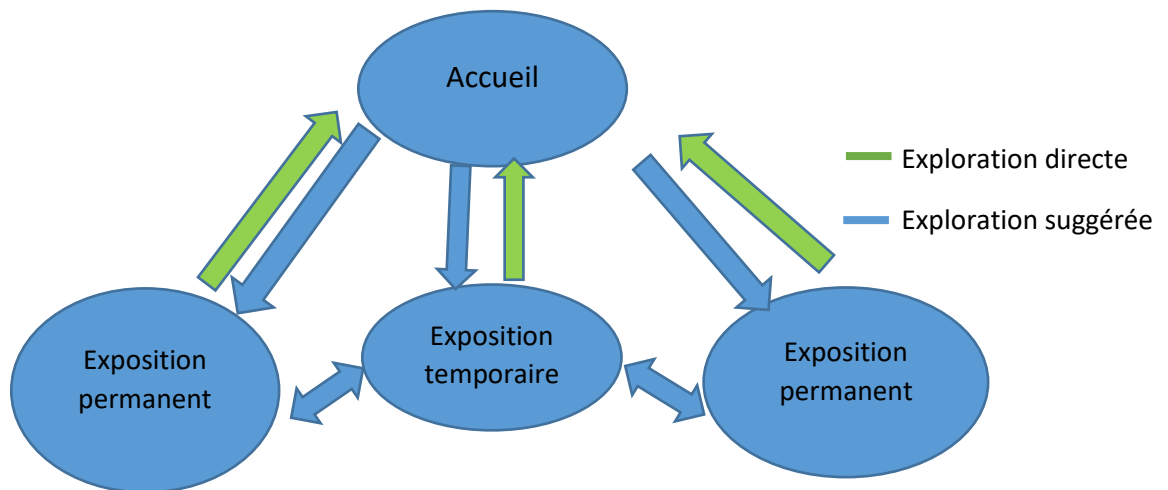 Accueil
Exploration directe
Exploration suggérée
Exposition
permanent
Exposition
temporaire
Exposition
permanent